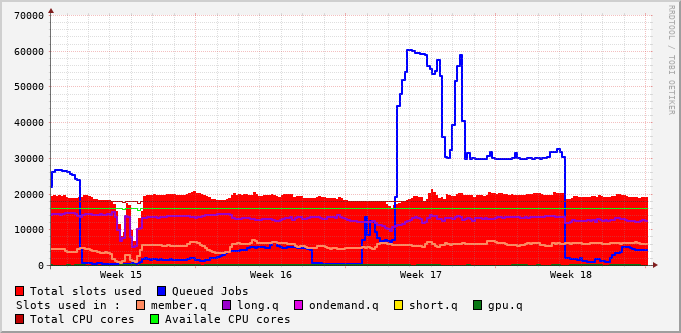 70000
60000
50000
40000
30000
20000
10000
0
Week 15 Week 16 Week 17 Week 18
Total slots used Queued Jobs
Slots used in : member.q long.q ondemand.q short.q gpu.q
Total CPU cores Availale CPU cores
RRDTOOL / TOBI OETIKER